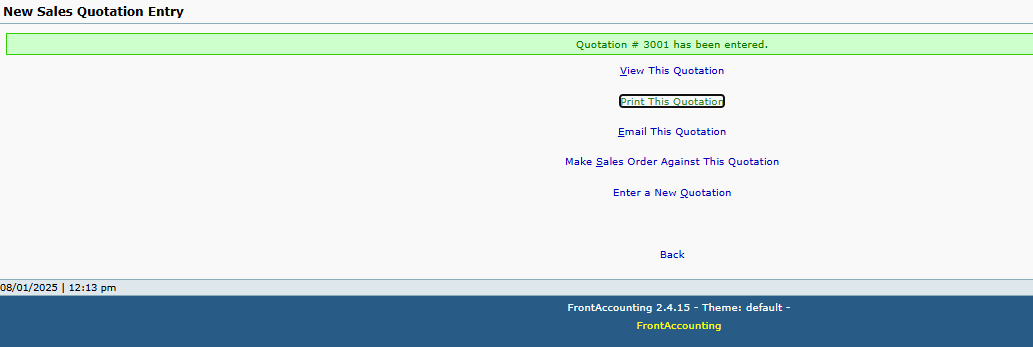 New Sales Quotation Entry
Quotation # 3001 has been entered.
View This Quotation
Print This Quotation
Email This Quotation
Make Sales Order Against This Quotation
Enter a New Quotation
Back
08/01/2025 | 12:13 pm
FrontAccounting 2.4.15 - Theme: default -
FrontAccounting